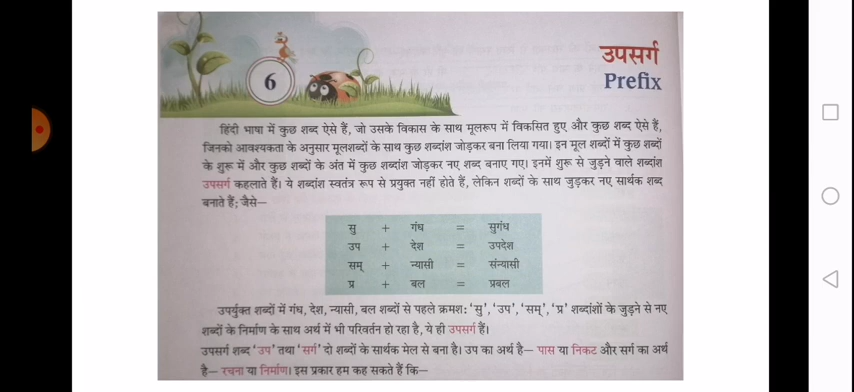 6
उपसर्ग
Prefix
हिंदी भाषा में कुछ शब्द ऐसे हैं, जो उसके विकास के साथ मूलरूप में विकसित हुए और कुछ शब्द ऐसे हैं,
जिनको आवश्यकता के अनुसार मूलशब्दों के साथ कुछ शब्दांश जोड़कर बना लिया गया। इन मूल शब्दों में कुछ शब्दों
के शुरू में और कुछ शब्दों के अंत में कुछ शब्दांश जोड़कर नए शब्द बनाए गए। इनमें शुरू से जुड़ने वाले शब्दांश
उपसर्ग कहलाते हैं। ये शब्दांश स्वतंत्र रूप से प्रयुक्त नहीं होते हैं, लेकिन शब्दों के साथ जुड़कर नए सार्थक शब्द
बनाते हैं; जैसे—
सु + गंध = सुगंध
उप + देश = उपदेश
सम् + न्यासी = संन्यासी
प्र + बल = प्रबल
उपर्युक्त शब्दों में गंध, देश, न्यासी, बल शब्दों से पहले क्रमशः 'सु', 'उप', 'सम्', 'प्र' शब्दांशों के जुड़ने से नए
शब्दों के निर्माण के साथ अर्थ में भी परिवर्तन हो रहा है, ये ही उपसर्ग हैं।
उपसर्ग शब्द 'उप' तथा 'सर्ग' दो शब्दों के सार्थक मेल से बना है। उप का अर्थ है— पास या निकट और सर्ग का अर्थ
है— रचना या निर्माण। इस प्रकार हम कह सकते हैं कि—